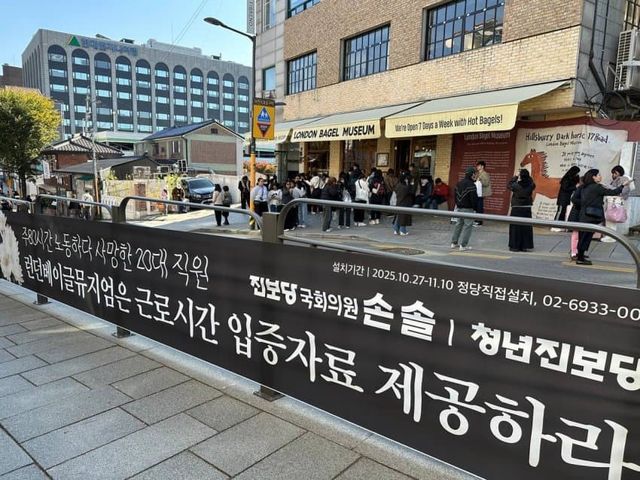 LONDON BAGEL MUSEUM
We're Open 7 Days a Week with Hot Bagels!
London Bagel Museum
설치기간 | 2025.10.27-11.10 정당직접설치, 02-6933-00
주80시간 노동하다 사망한 20대 직원
진보당 국회의원 손솔 | 청년진보당
런던베이글뮤지엄은 근로시간 입증자료 제공하라